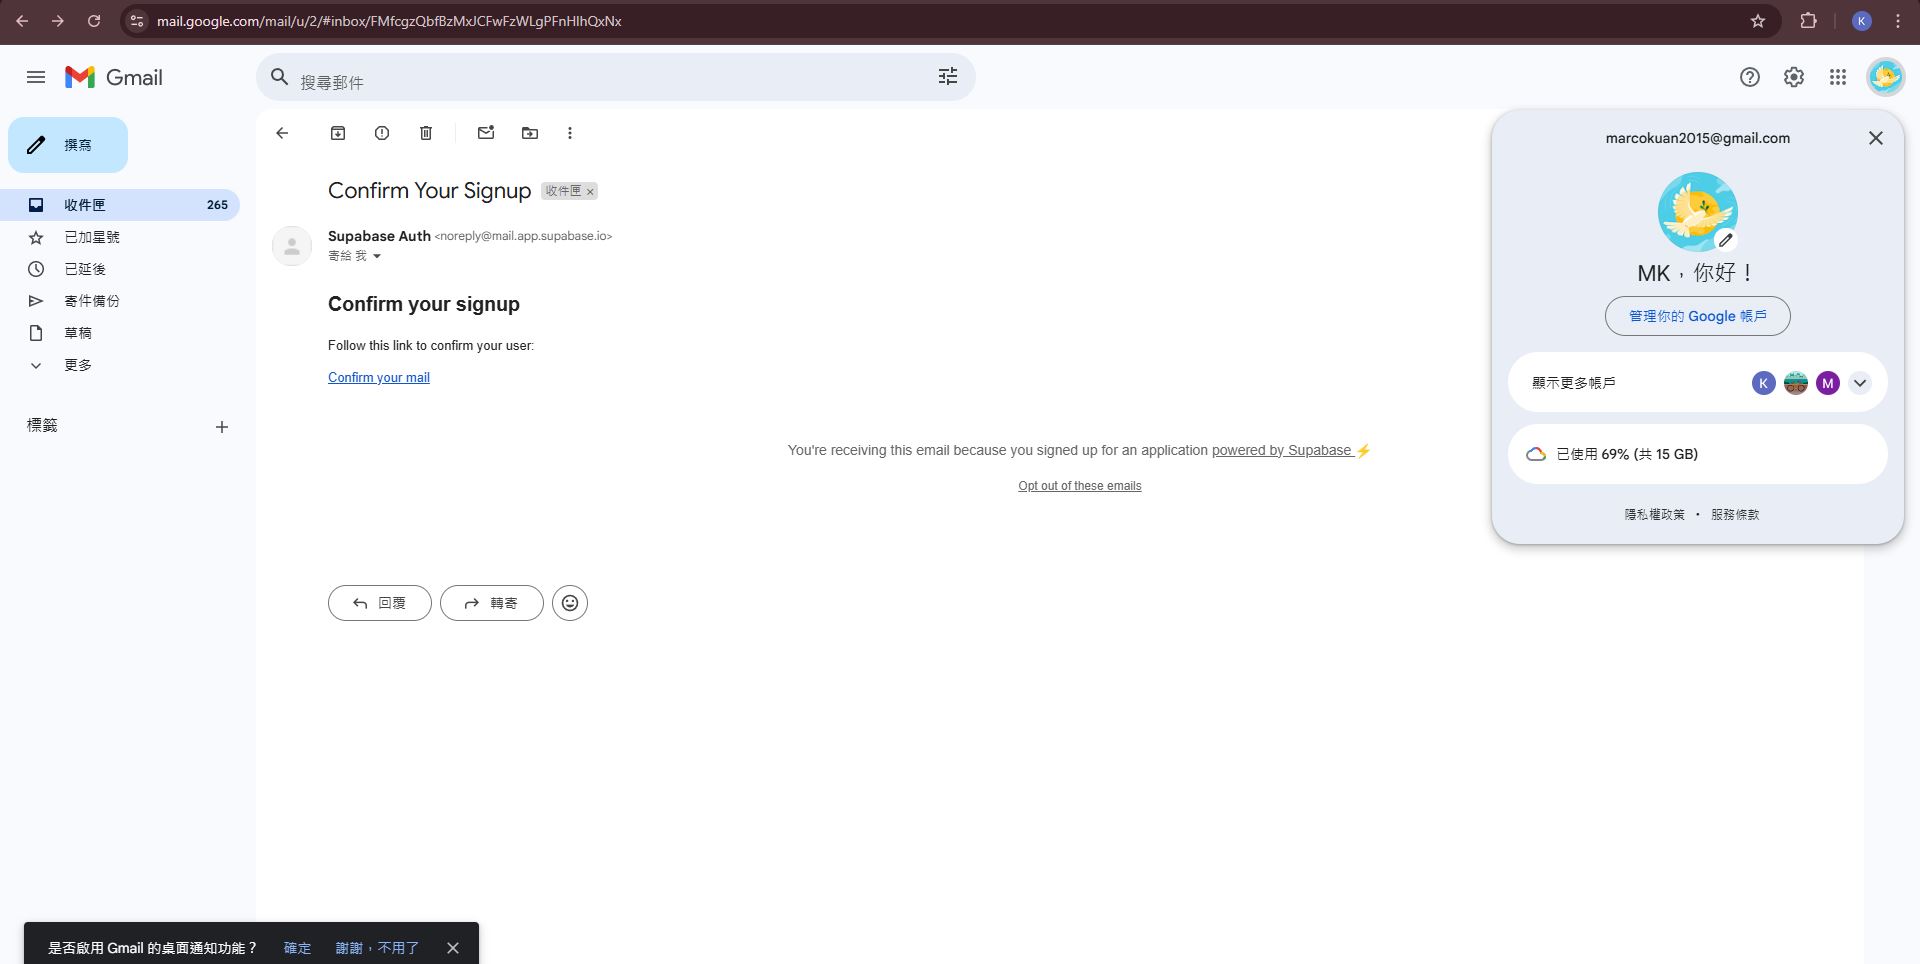 mail.google.com/mail/u/2/#inbox/FMfcgzQbfBzMxJCFwFzWLgPFnHlhQxNx
K
Gmail
搜尋郵件
撰寫
收件匣 265
已加星號
已延後
寄件備份
草稿
更多
標籤
Confirm Your Signup 收件匣
Supabase Auth <noreply@mail.app.supabase.io>
寄給 我
Confirm your signup
Follow this link to confirm your user:
Confirm your mail
You're receiving this email because you signed up for an application powered by Supabase ⚡
Opt out of these emails
回覆 轉寄
marcokuan2015@gmail.com
MK，你好！
管理你的 Google 帳戶
顯示更多帳戶 K M
已使用 69% (共 15 GB)
隱私權政策 • 服務條款
是否啟用 Gmail 的桌面通知功能？ 確定 謝謝，不用了